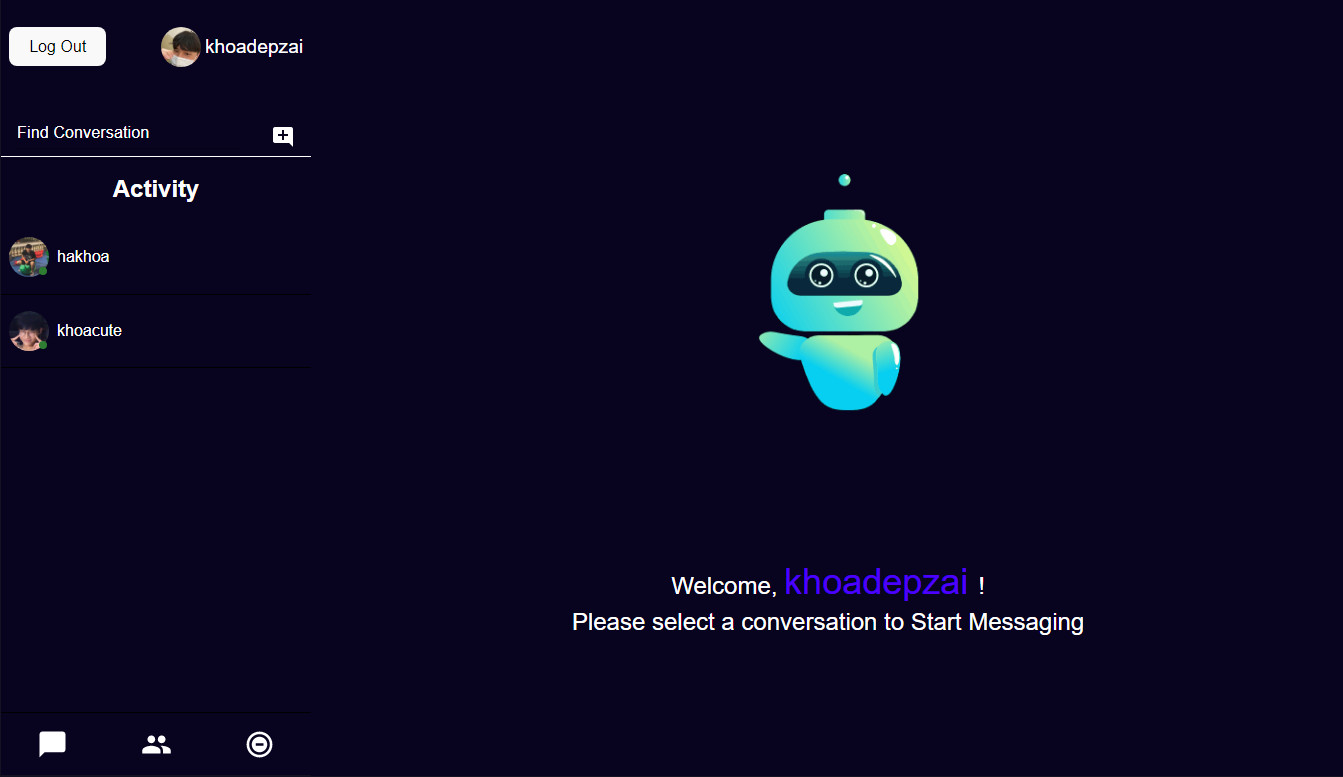 Log Out
khoadepzai
Find Conversation
Activity
hakhoa
khoacute
Welcome, khoadepzai !
Please select a conversation to Start Messaging